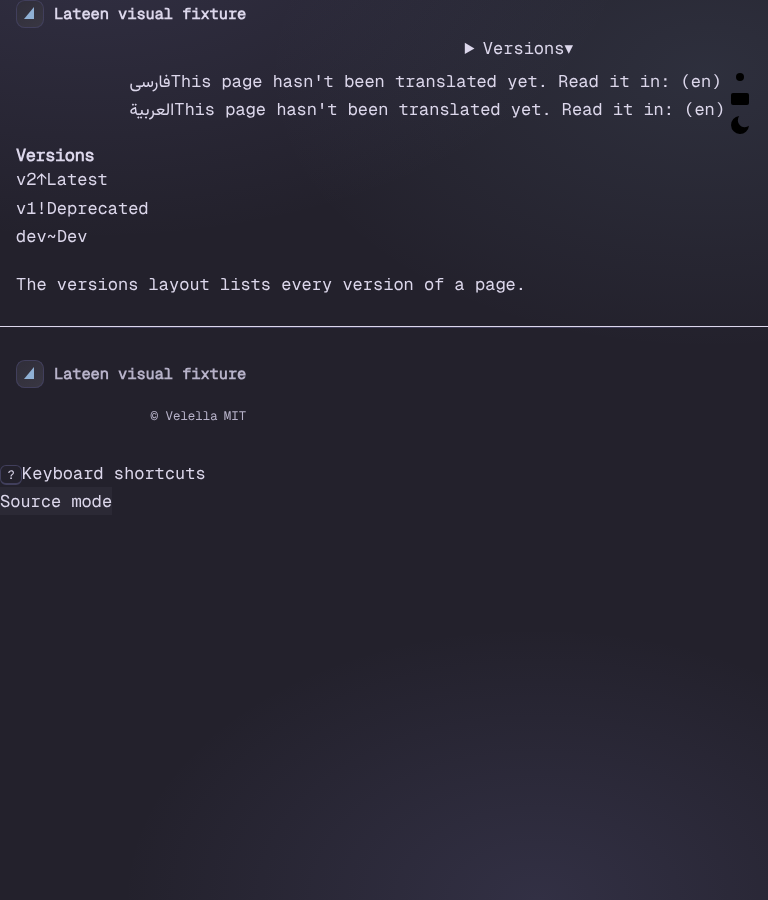 Lateen visual fixture
▶ Versions▾
فارسیThis page hasn't been translated yet. Read it in: (en)
العربيةThis page hasn't been translated yet. Read it in: (en)
Versions
v2↑Latest
v1!Deprecated
dev~Dev
The versions layout lists every version of a page.
Lateen visual fixture
© Velella MIT
?Keyboard shortcuts
Source mode